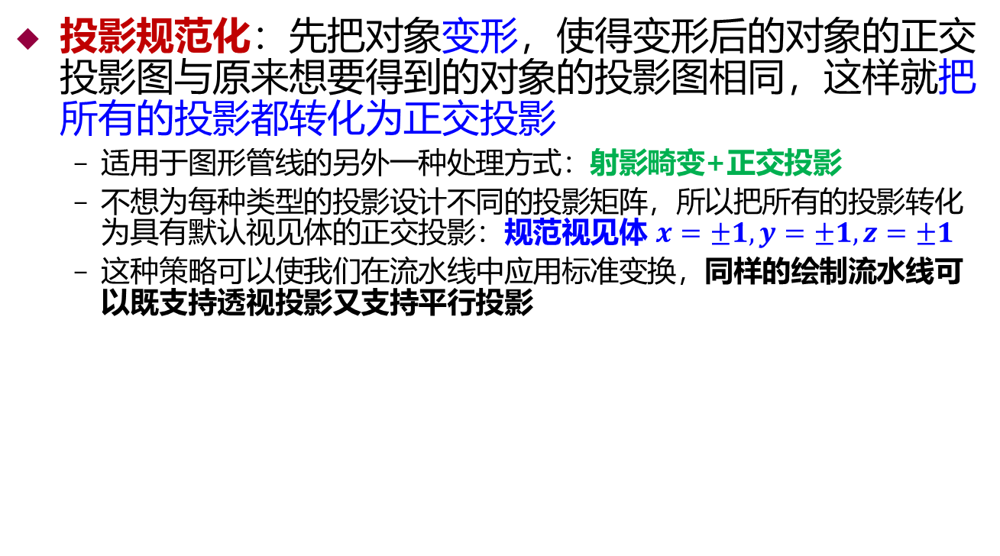 ◆ 投影规范化：先把对象变形，使得变形后的对象的正交
投影图与原来想要得到的对象的投影图相同，这样就把
所有的投影都转化为正交投影
– 适用于图形管线的另外一种处理方式：射影畸变+正交投影
– 不想为每种类型的投影设计不同的投影矩阵，所以把所有的投影转化
为具有默认视见体的正交投影：规范视见体 x = ±1, y = ±1, z = ±1
– 这种策略可以使我们在流水线中应用标准变换，同样的绘制流水线可
以既支持透视投影又支持平行投影